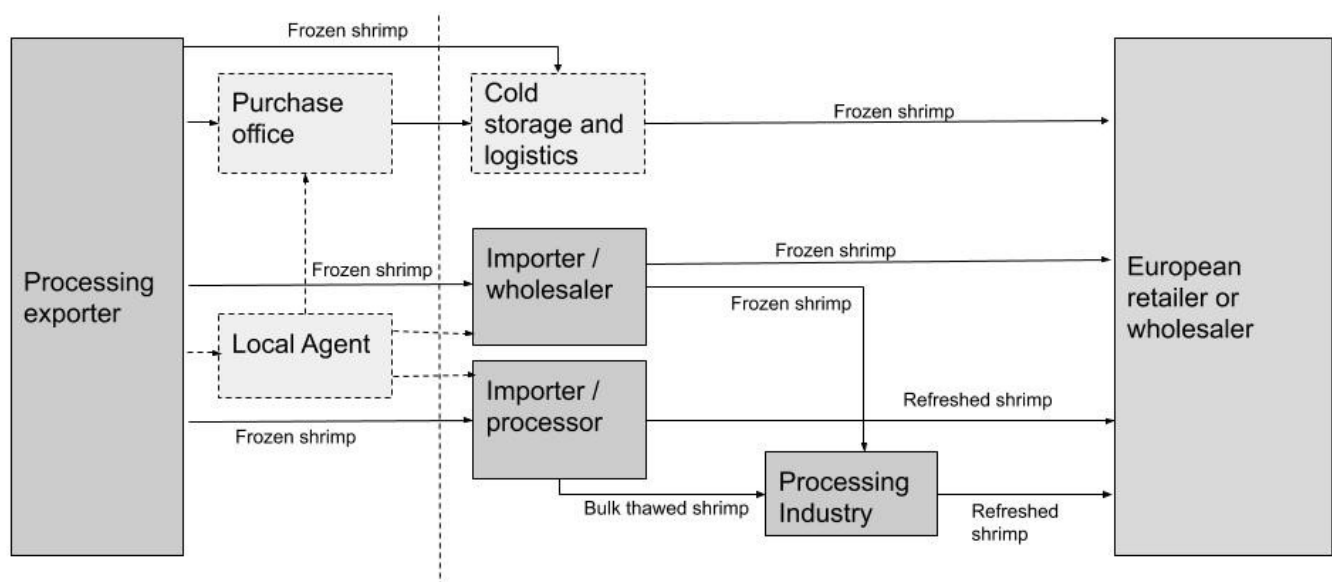 Frozen shrimp
Purchase
office
Cold
storage and
logistics
Frozen shrimp
Processing
exporter
Frozen shrimp
Importer /
wholesaler
Frozen shrimp
Frozen shrimp
European
retailer or
wholesaler
Local Agent
Importer /
processor
Frozen shrimp
Refreshed shrimp
Bulk thawed shrimp
Processing
Industry
Refreshed
shrimp